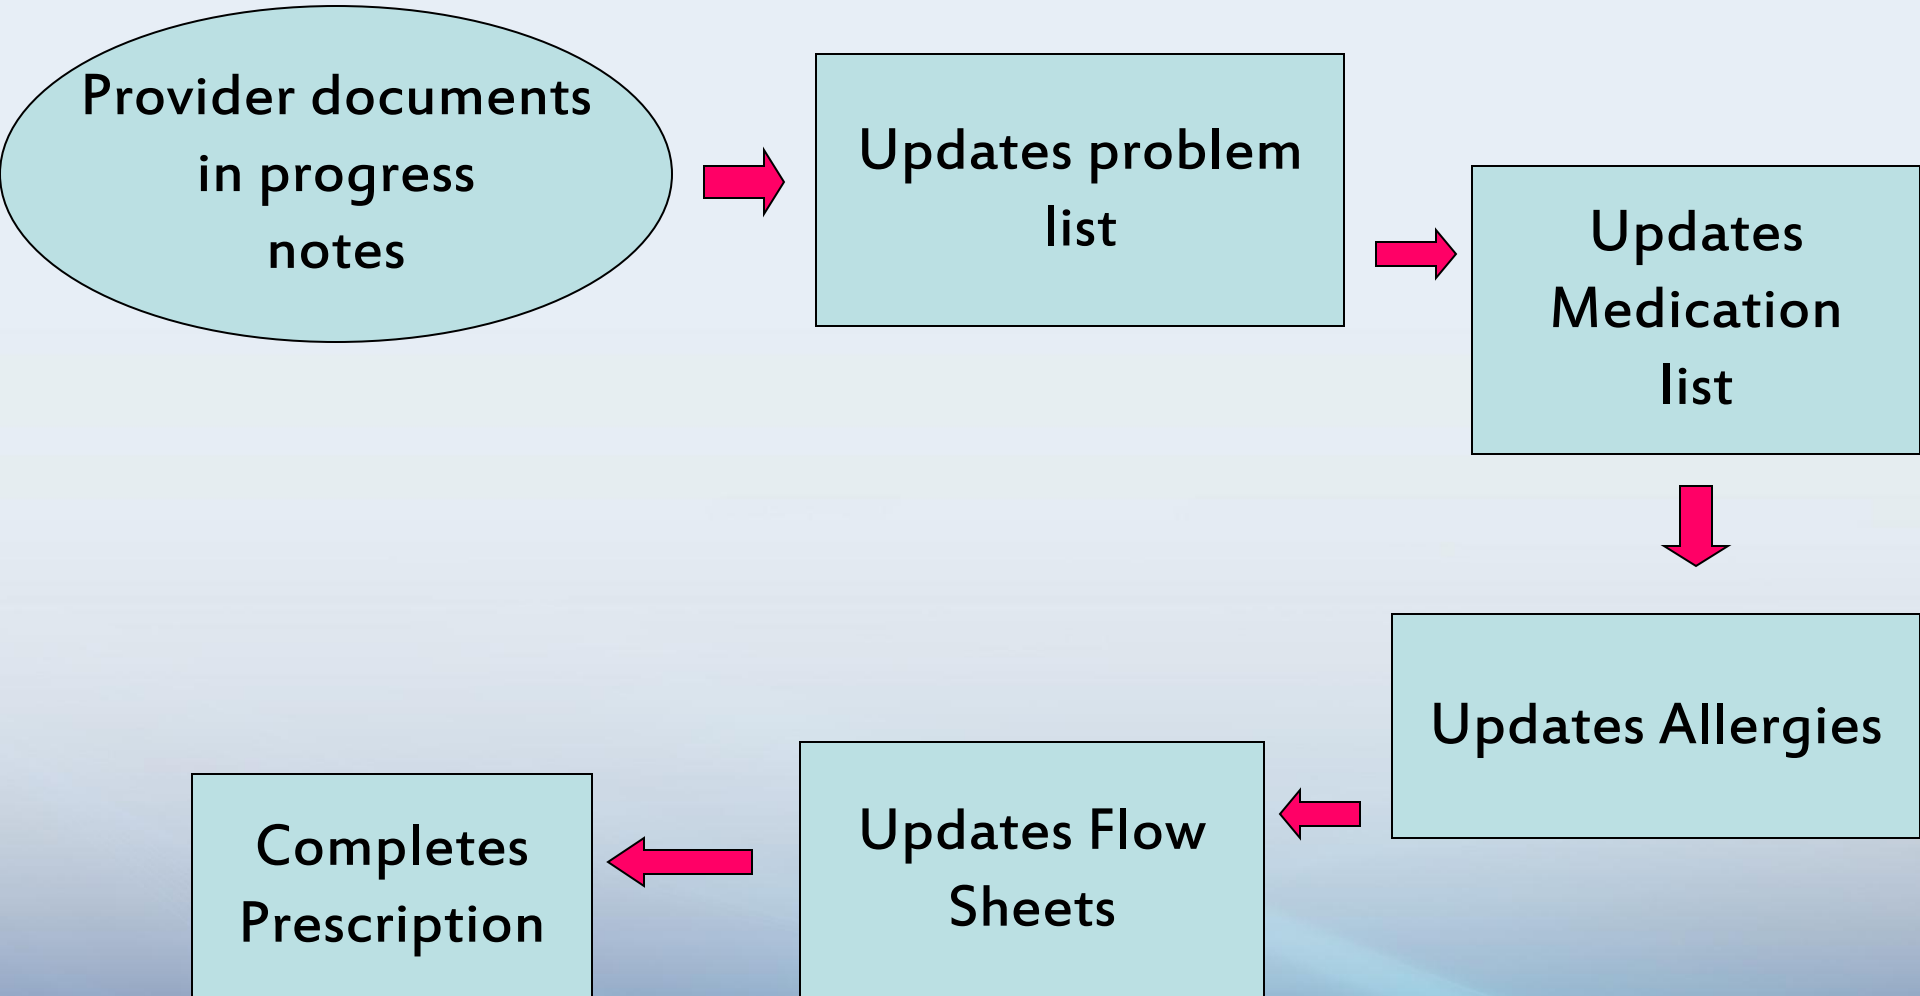 Provider documents
in progress
notes
Updates problem
list
Updates
Medication
list
Updates Allergies
Updates Flow
Sheets
Completes
Prescription